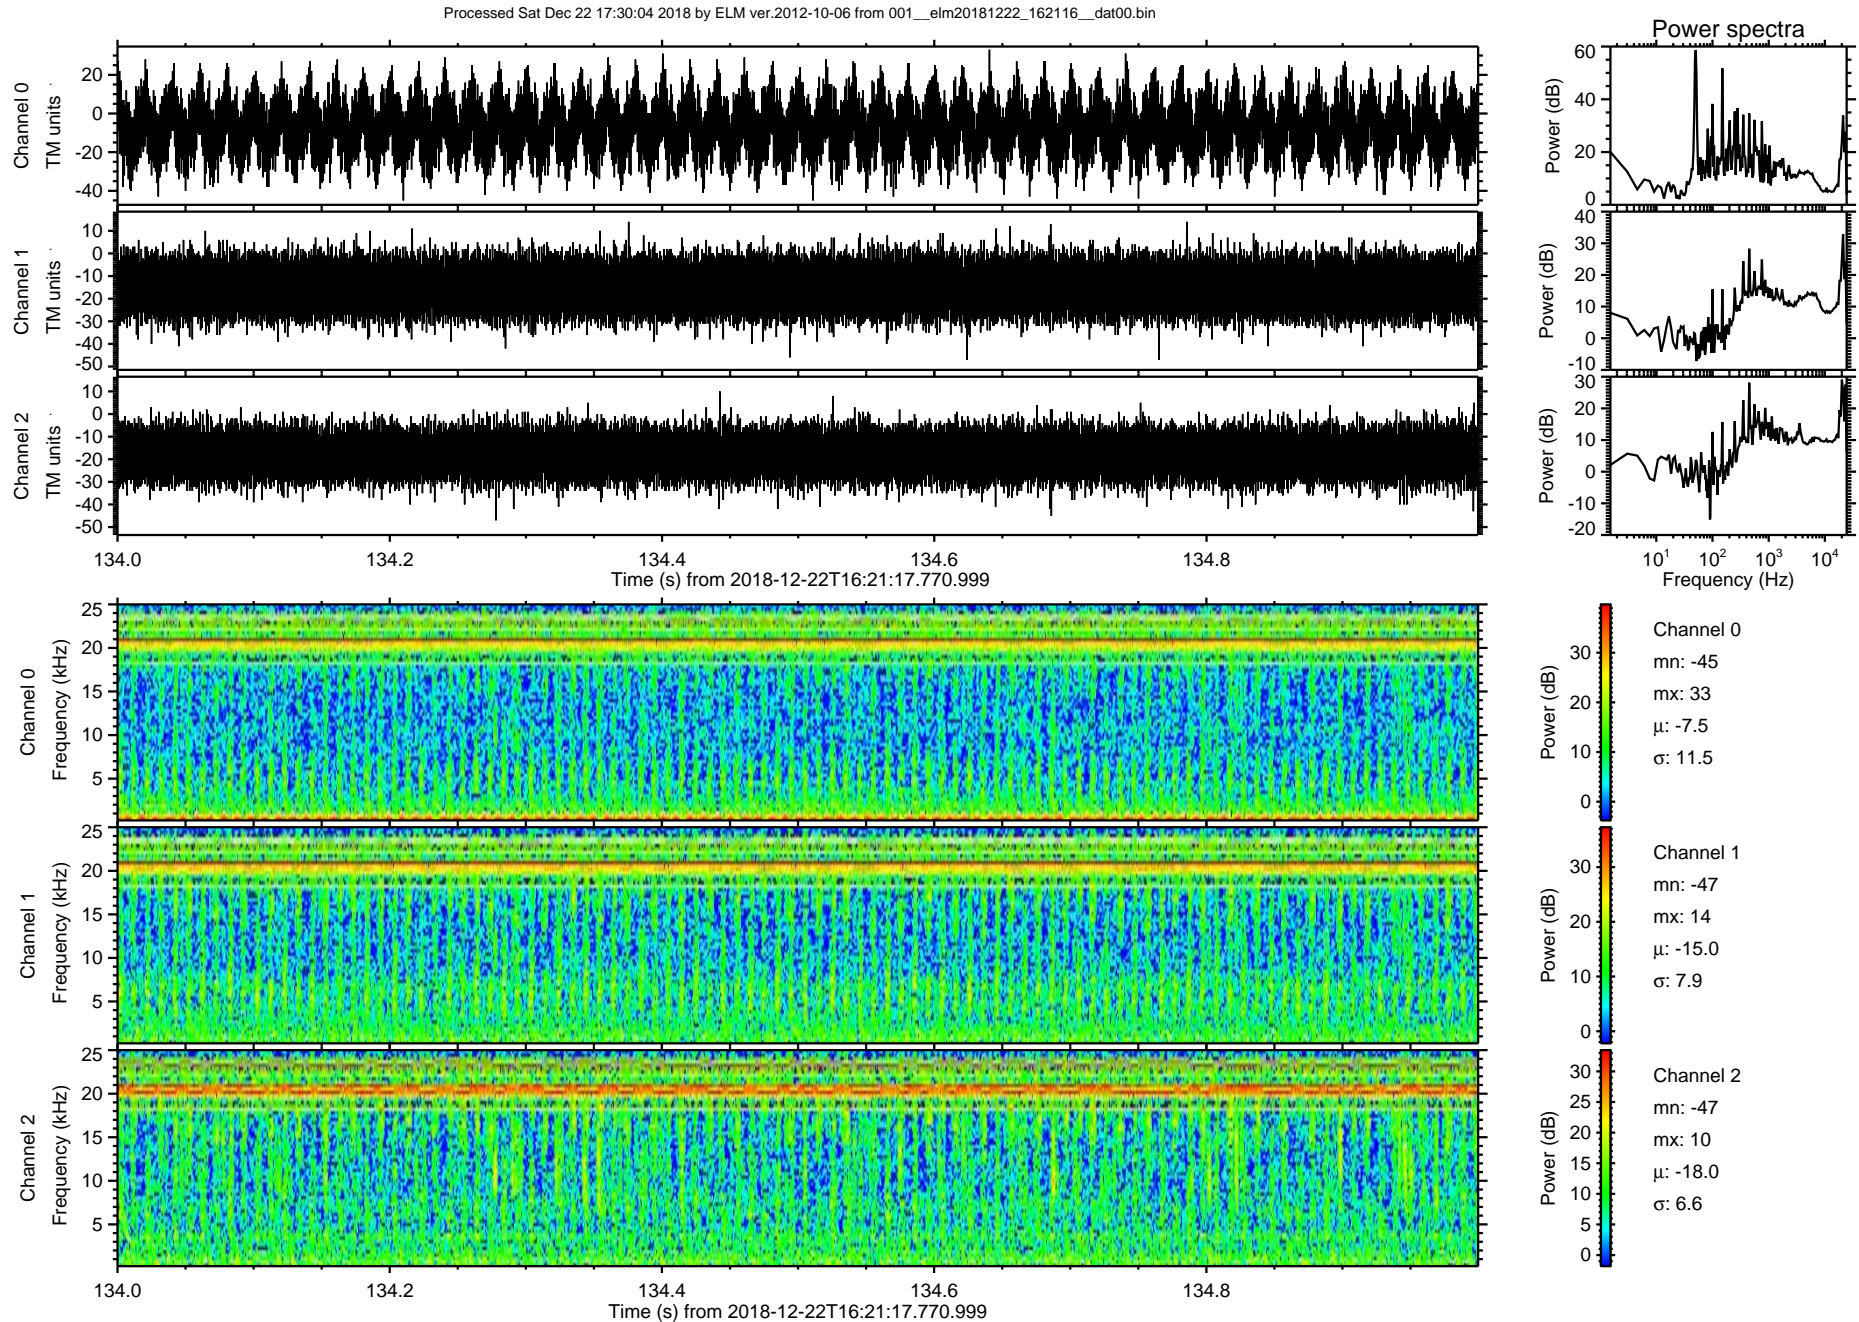 Processed Sat Dec 22 17:30:04 2018 by ELM ver.2012-10-06 from 001__elm20181222_162116__dat00.bin
Power spectra
Channel 0
TM units
20
0
-20
-40
Power (dB)
60
40
20
0
Channel 1
TM units
10
0
-10
-20
-30
-40
-50
Power (dB)
40
30
20
10
0
-10
Channel 2
TM units
10
0
-10
-20
-30
-40
-50
Power (dB)
30
20
10
0
-10
-20
134.0 134.2 134.4 134.6 134.8
Time (s) from 2018-12-22T16:21:17.770.999
10¹ 10² 10³ 10⁴
Frequency (Hz)
Channel 0
Frequency (kHz)
25
20
15
10
5
Power (dB)
30
20
10
0
Channel 0
mn: -45
mx: 33
μ: -7.5
σ: 11.5
Channel 1
Frequency (kHz)
25
20
15
10
5
Power (dB)
30
20
10
0
Channel 1
mn: -47
mx: 14
μ: -15.0
σ: 7.9
Channel 2
Frequency (kHz)
25
20
15
10
5
Power (dB)
30
25
20
15
10
5
0
Channel 2
mn: -47
mx: 10
μ: -18.0
σ: 6.6
134.0 134.2 134.4 134.6 134.8
Time (s) from 2018-12-22T16:21:17.770.999